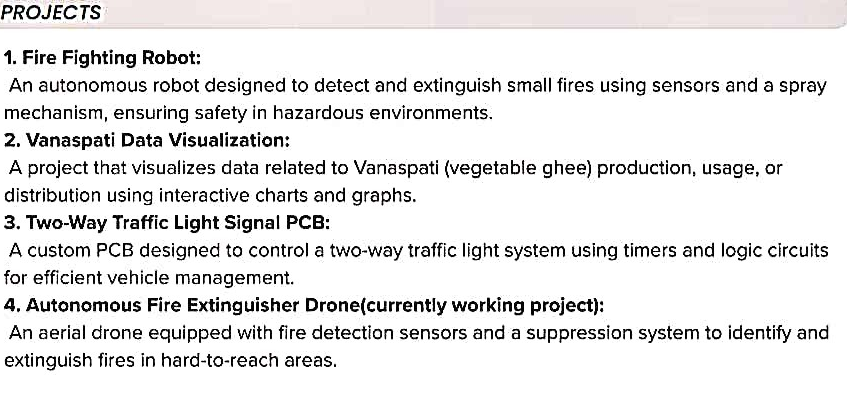 PROJECTS
1. Fire Fighting Robot:
An autonomous robot designed to detect and extinguish small fires using sensors and a spray
mechanism, ensuring safety in hazardous environments.
2. Vanaspati Data Visualization:
A project that visualizes data related to Vanaspati (vegetable ghee) production, usage, or
distribution using interactive charts and graphs.
3. Two-Way Traffic Light Signal PCB:
A custom PCB designed to control a two-way traffic light system using timers and logic circuits
for efficient vehicle management.
4. Autonomous Fire Extinguisher Drone(currently working project):
An aerial drone equipped with fire detection sensors and a suppression system to identify and
extinguish fires in hard-to-reach areas.